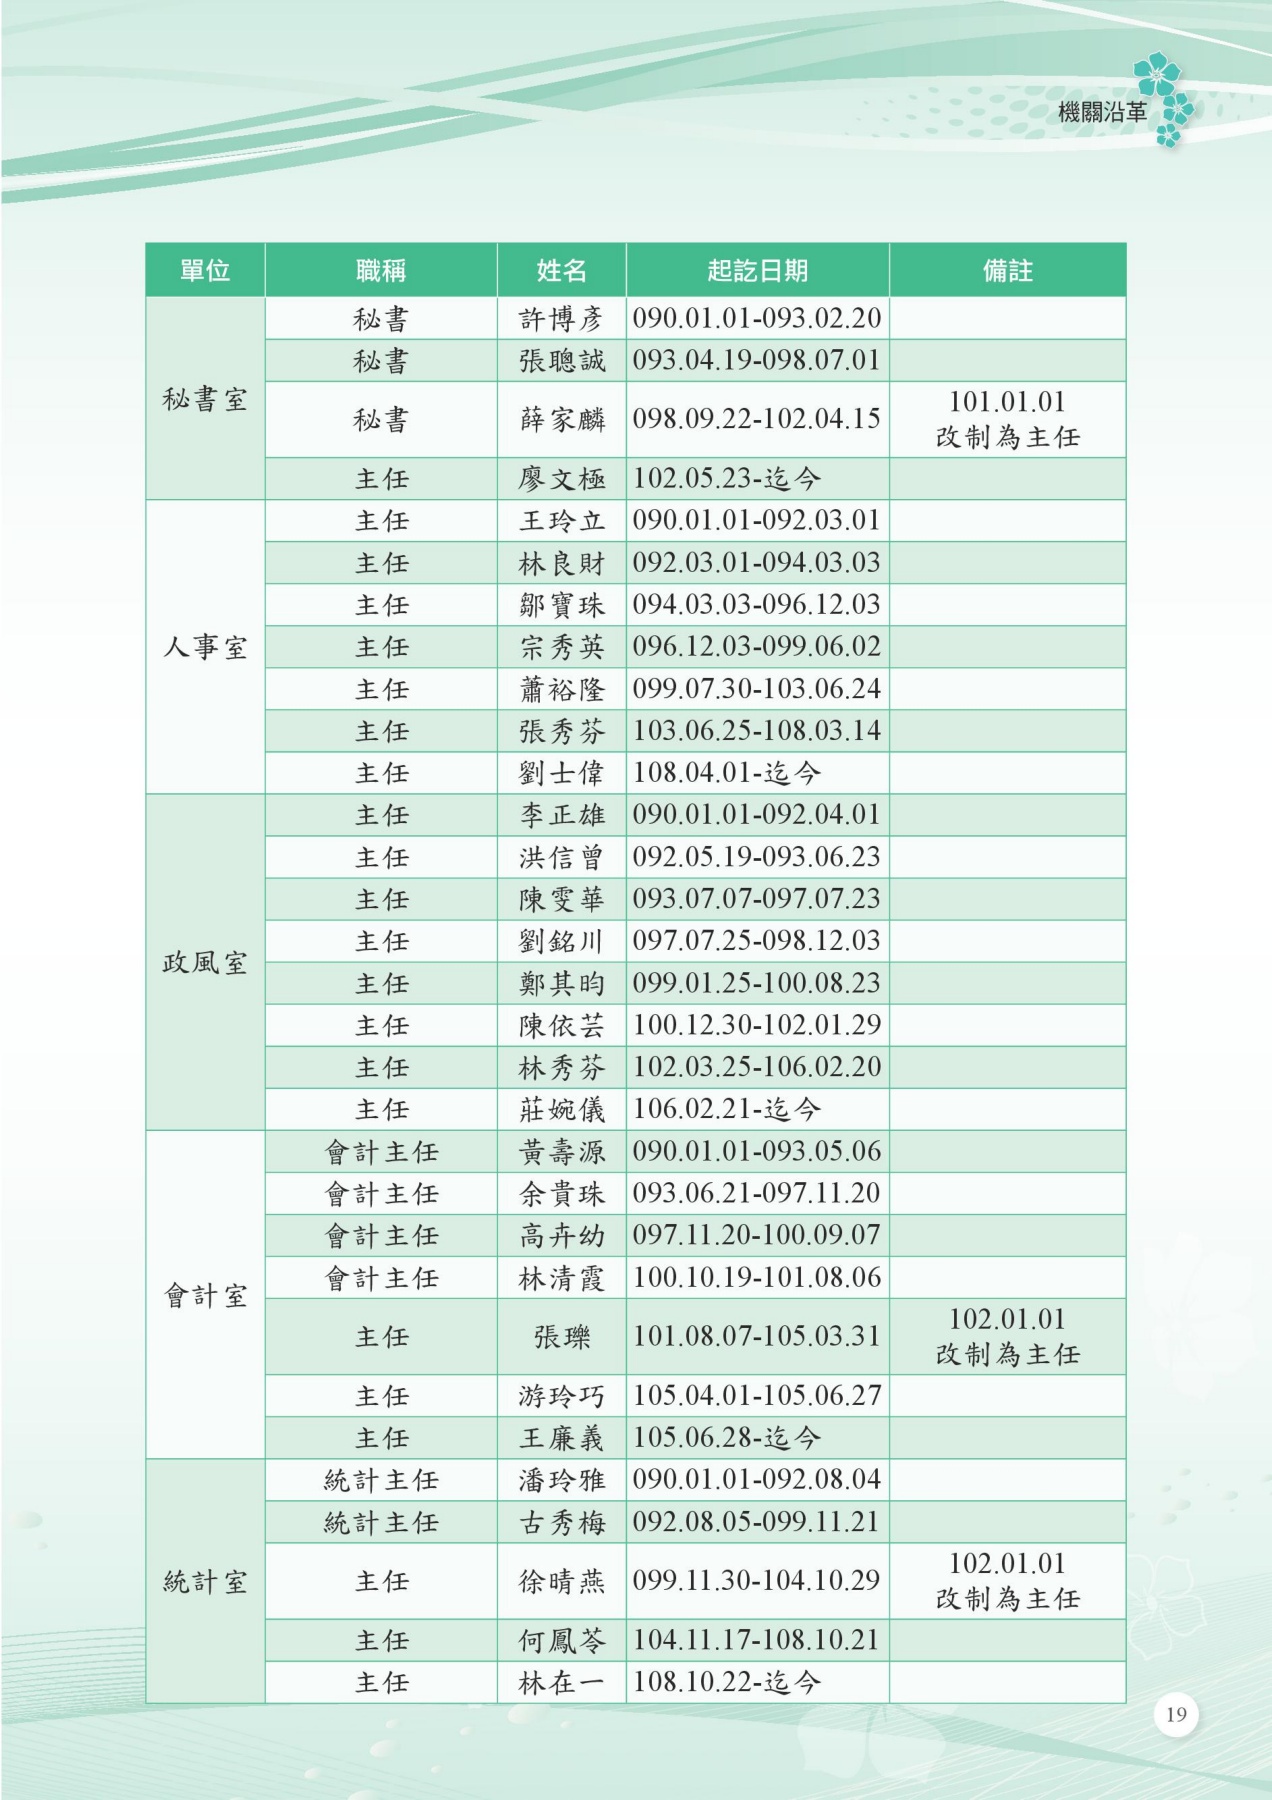 機關沿革
單位 職稱 姓名 起訖日期 備註
秘書室
秘書 許博彥 090.01.01-093.02.20
秘書 張聰誠 093.04.19-098.07.01
秘書 薛家麟 098.09.22-102.04.15 101.01.01
改制為主任
主任 廖文極 102.05.23-迄今
人事室
主任 王玲立 090.01.01-092.03.01
主任 林良財 092.03.01-094.03.03
主任 鄒寶珠 094.03.03-096.12.03
主任 宗秀英 096.12.03-099.06.02
主任 蕭裕隆 099.07.30-103.06.24
主任 張秀芬 103.06.25-108.03.14
主任 劉士偉 108.04.01-迄今
政風室
主任 李正雄 090.01.01-092.04.01
主任 洪信曾 092.05.19-093.06.23
主任 陳雯華 093.07.07-097.07.23
主任 劉銘川 097.07.25-098.12.03
主任 鄭其昀 099.01.25-100.08.23
主任 陳依芸 100.12.30-102.01.29
主任 林秀芬 102.03.25-106.02.20
主任 莊婉儀 106.02.21-迄今
會計室
會計主任 黃壽源 090.01.01-093.05.06
會計主任 余貴珠 093.06.21-097.11.20
會計主任 高卉幼 097.11.20-100.09.07
會計主任 林清霞 100.10.19-101.08.06
主任 張瓅 101.08.07-105.03.31 102.01.01
改制為主任
主任 游玲巧 105.04.01-105.06.27
主任 王廉義 105.06.28-迄今
統計室
統計主任 潘玲雅 090.01.01-092.08.04
統計主任 古秀梅 092.08.05-099.11.21
主任 徐晴燕 099.11.30-104.10.29 102.01.01
改制為主任
主任 何鳳苓 104.11.17-108.10.21
主任 林在一 108.10.22-迄今
19